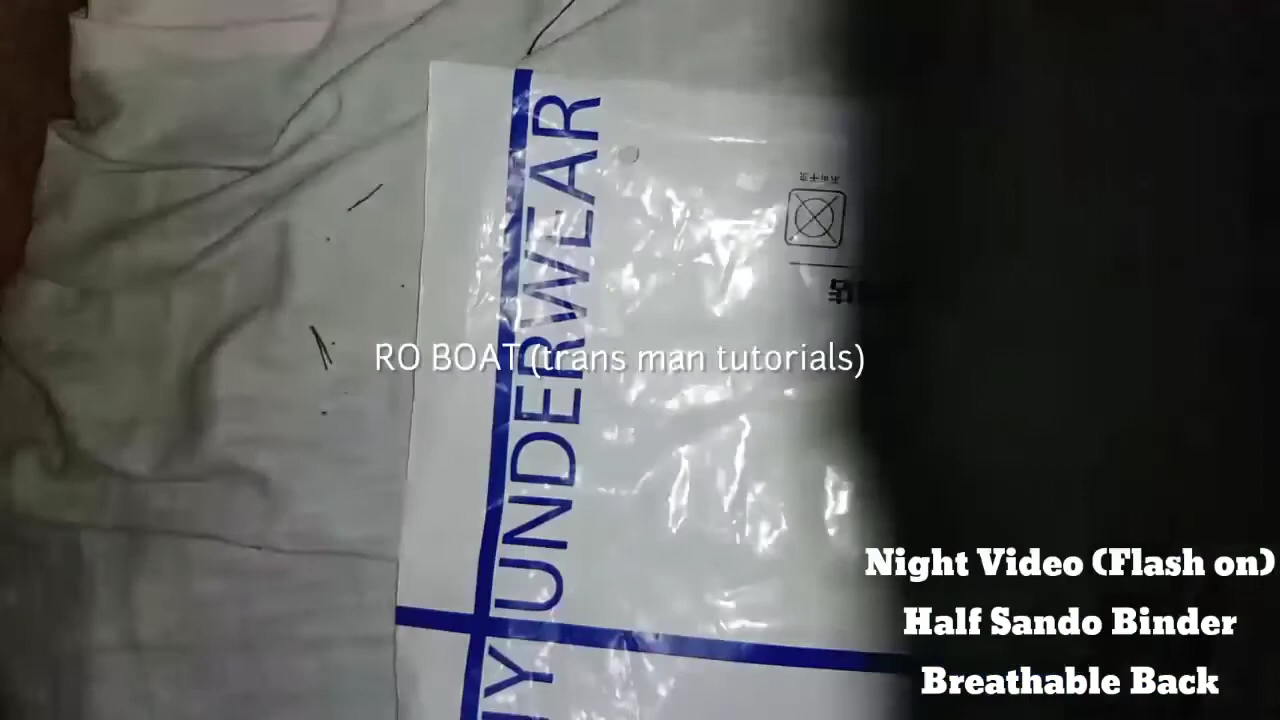 UNDERWEAR
RO BOAT (trans man tutorials)
Night Video (Flash on)
Half Sando Binder
Breathable Back